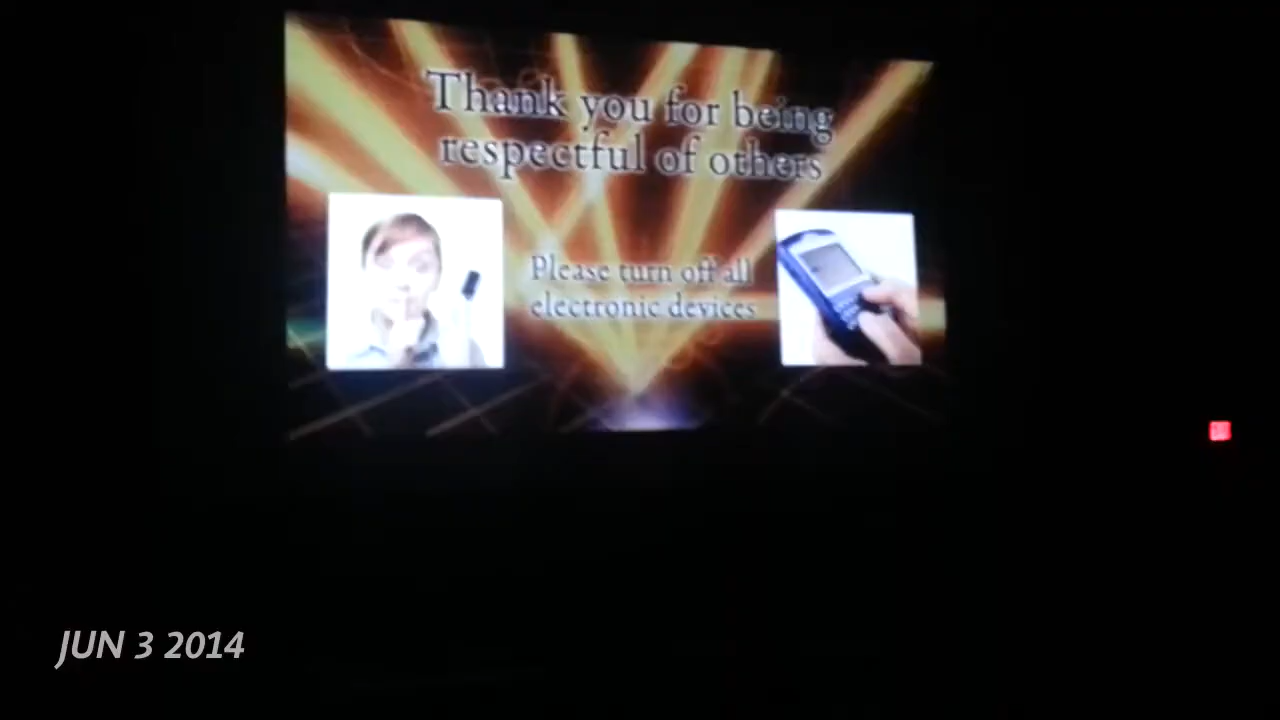 Thank you for being
respectful of others
Please turn off all
electronic devices
JUN 3 2014